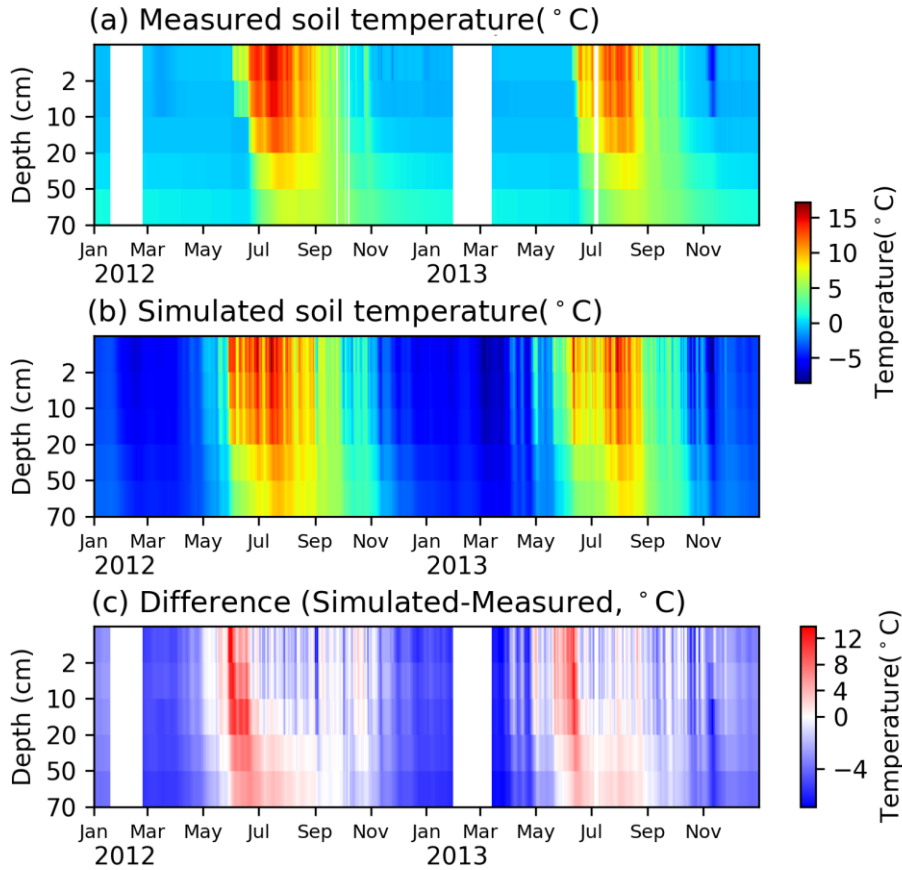 (a) Measured soil temperature(°C)
Depth (cm)
2
10
20
50
70
Jan Mar May Jul Sep Nov Jan Mar May Jul Sep Nov
2012 2013
(b) Simulated soil temperature(°C)
Depth (cm)
2
10
20
50
70
Jan Mar May Jul Sep Nov Jan Mar May Jul Sep Nov
2012 2013
15
10
5
0
−5
Temperature(°C)
(c) Difference (Simulated-Measured, °C)
Depth (cm)
2
10
20
50
70
Jan Mar May Jul Sep Nov Jan Mar May Jul Sep Nov
2012 2013
12
8
4
0
−4
Temperature(°C)